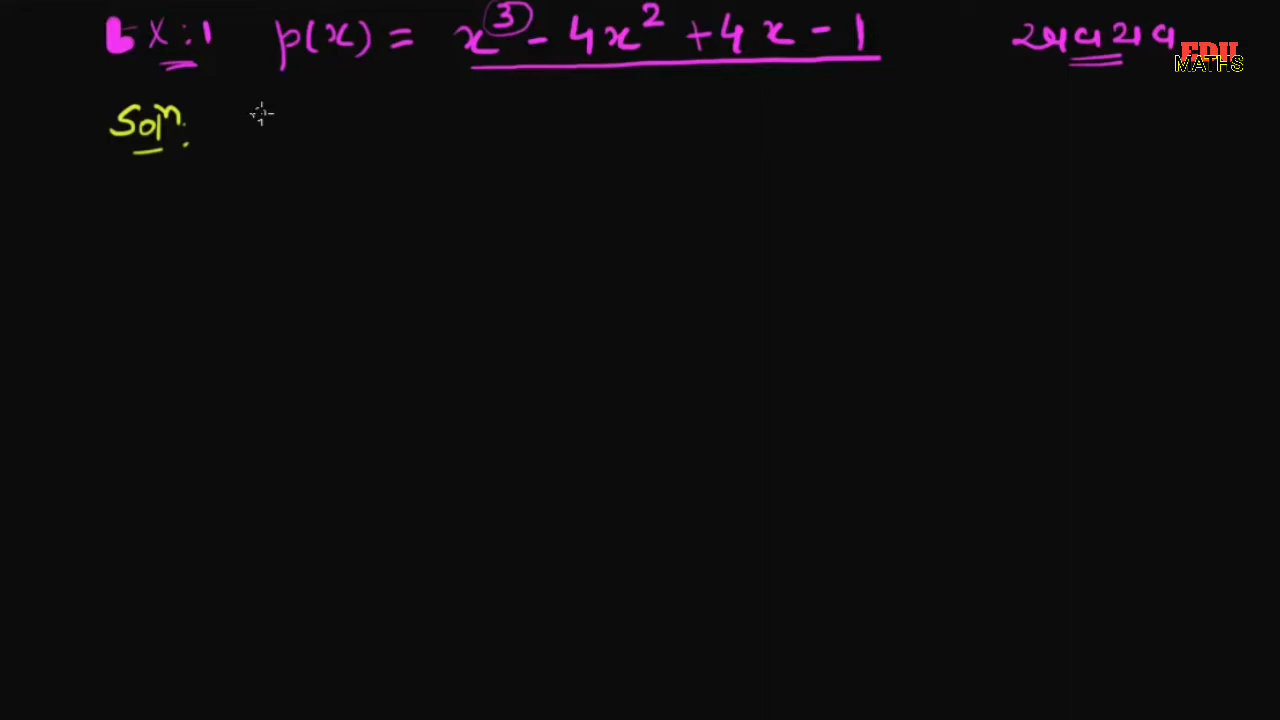 Ex:1 p(x) = x³ - 4x² + 4x - 1 અવયવ
EDU
MATHS
Solⁿ: